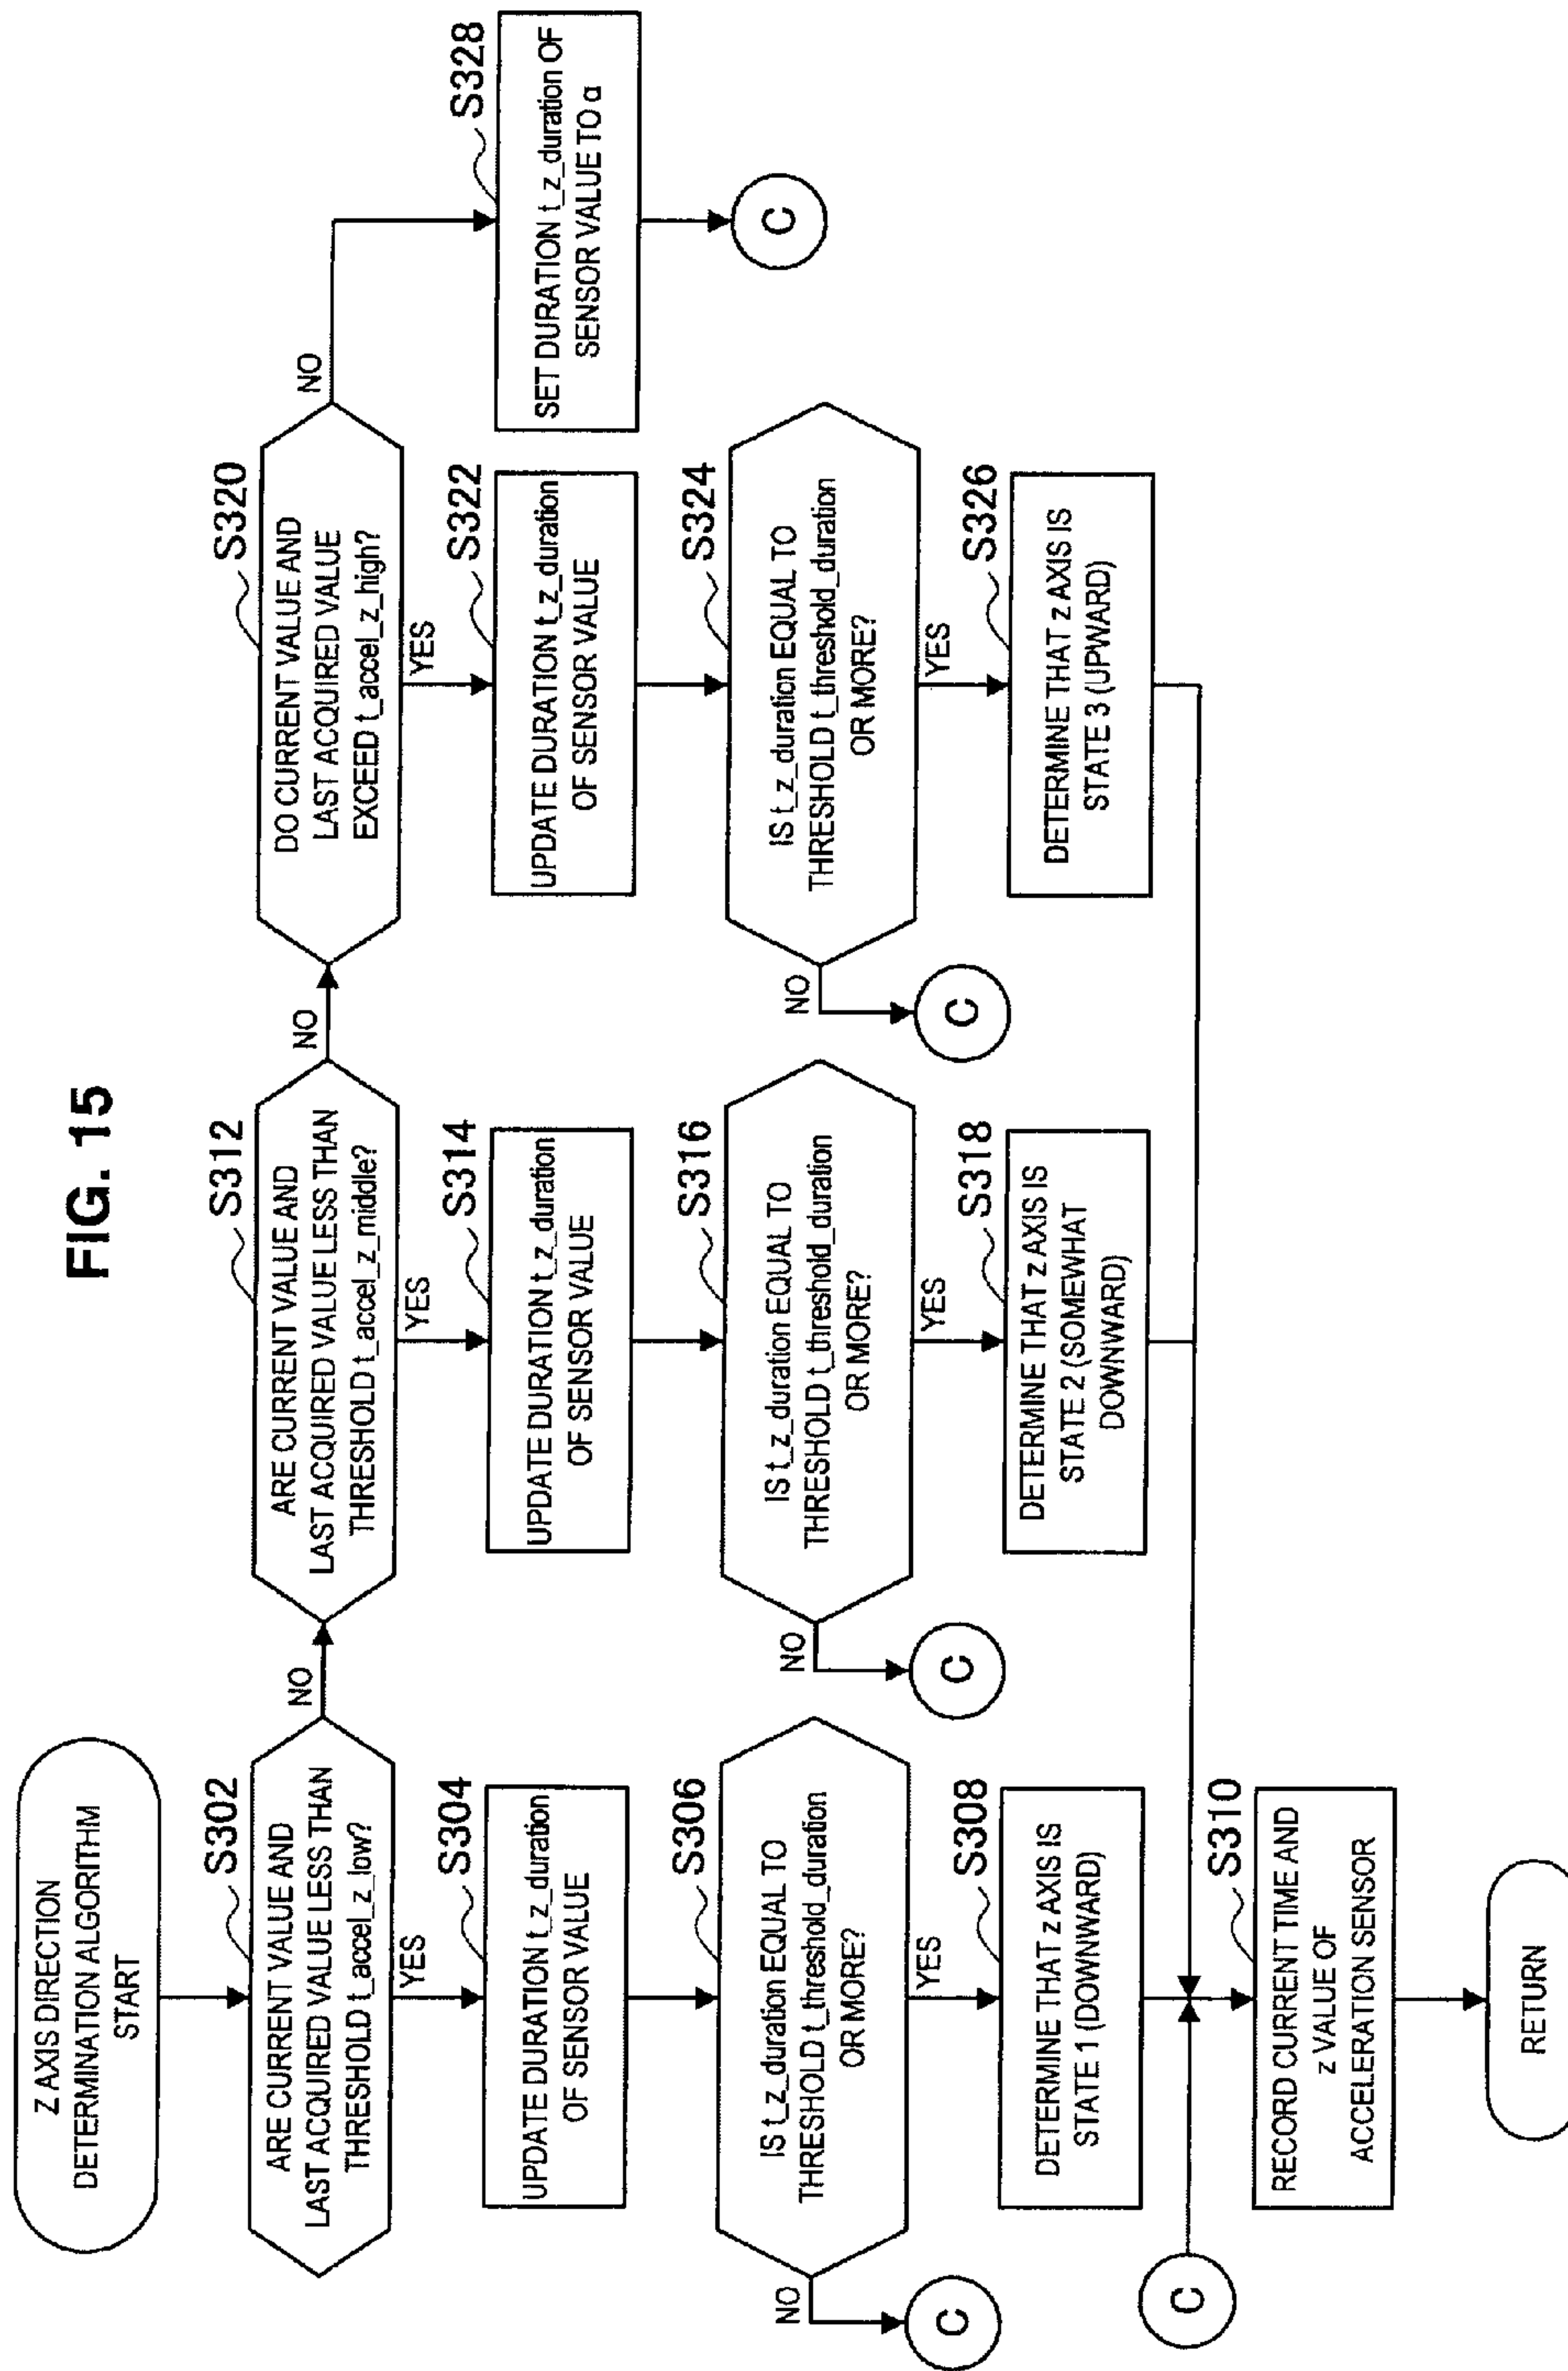 FIG. 15
Z AXIS DIRECTION
DETERMINATION ALGORITHM
START
S302
ARE CURRENT VALUE AND
LAST ACQUIRED VALUE LESS THAN
THRESHOLD t_accel_z_low?
NO
YES
S304
UPDATE DURATION t_z_duration
OF SENSOR VALUE
S306
IS t_z_duration EQUAL TO
THRESHOLD t_threshold_duration
OR MORE?
NO
C
YES
S308
DETERMINE THAT z AXIS IS
STATE 1 (DOWNWARD)
C
S310
RECORD CURRENT TIME AND
z VALUE OF
ACCELERATION SENSOR
RETURN
S312
ARE CURRENT VALUE AND
LAST ACQUIRED VALUE LESS THAN
THRESHOLD t_accel_z_middle?
NO
YES
S314
UPDATE DURATION t_z_duration
OF SENSOR VALUE
S316
IS t_z_duration EQUAL TO
THRESHOLD t_threshold_duration
OR MORE?
NO
C
YES
S318
DETERMINE THAT z AXIS IS
STATE 2 (SOMEWHAT
DOWNWARD)
S320
DO CURRENT VALUE AND
LAST ACQUIRED VALUE
EXCEED t_accel_z_high?
NO
YES
S322
UPDATE DURATION t_z_duration
OF SENSOR VALUE
S324
IS t_z_duration EQUAL TO
THRESHOLD t_threshold_duration
OR MORE?
NO
C
YES
S326
DETERMINE THAT z AXIS IS
STATE 3 (UPWARD)
S328
SET DURATION t_z_duration OF
SENSOR VALUE TO α
C